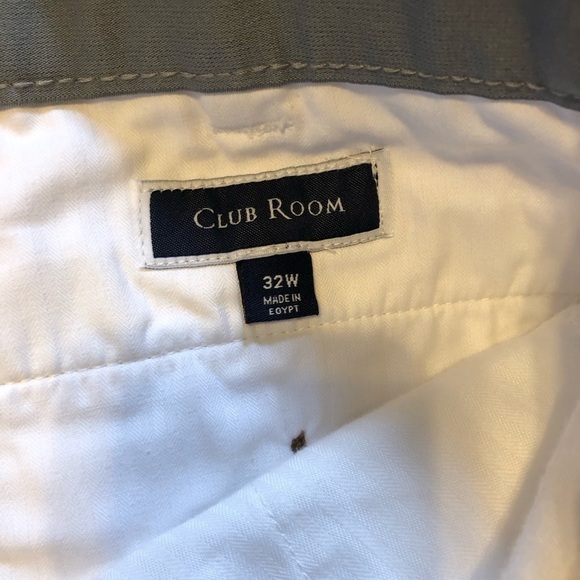 CLUB ROOM
32W
MADE IN
EGYPT